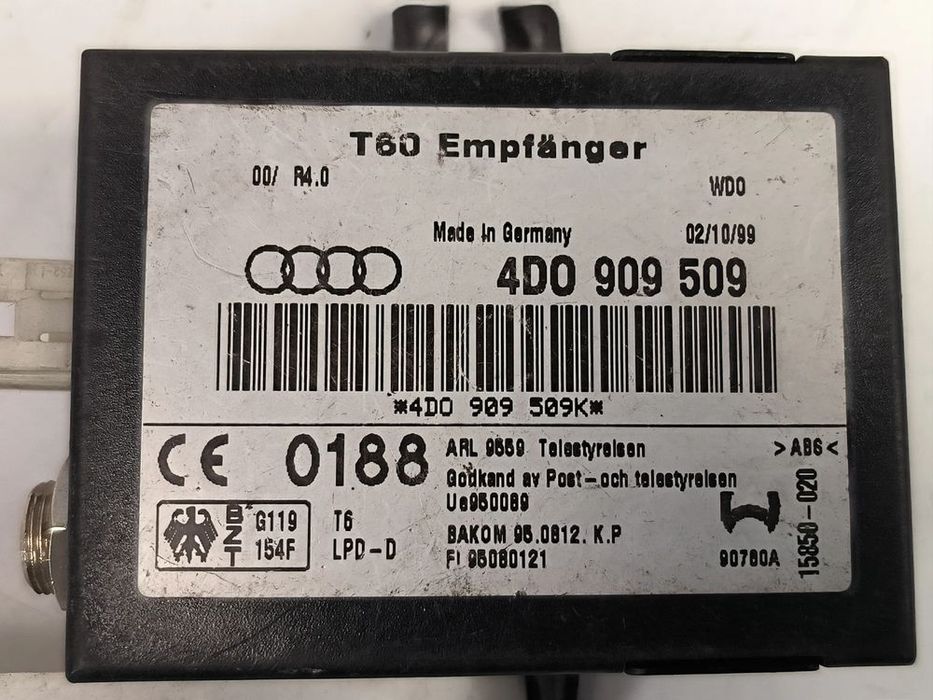 T60 Empfänger
00/ R4.0
WDO
Made in Germany
02/10/99
4D0 909 509
*4D0 909 509K*
CE 0188
ARL 9559 Telestyrelsen
>ABS<
Godkand av Post-och telestyrelsen
Ue950089
BZT
G119
154F
T6
LPD-D
BAKOM 95.0812. K.P
FI 95080121
90780A
15850-020